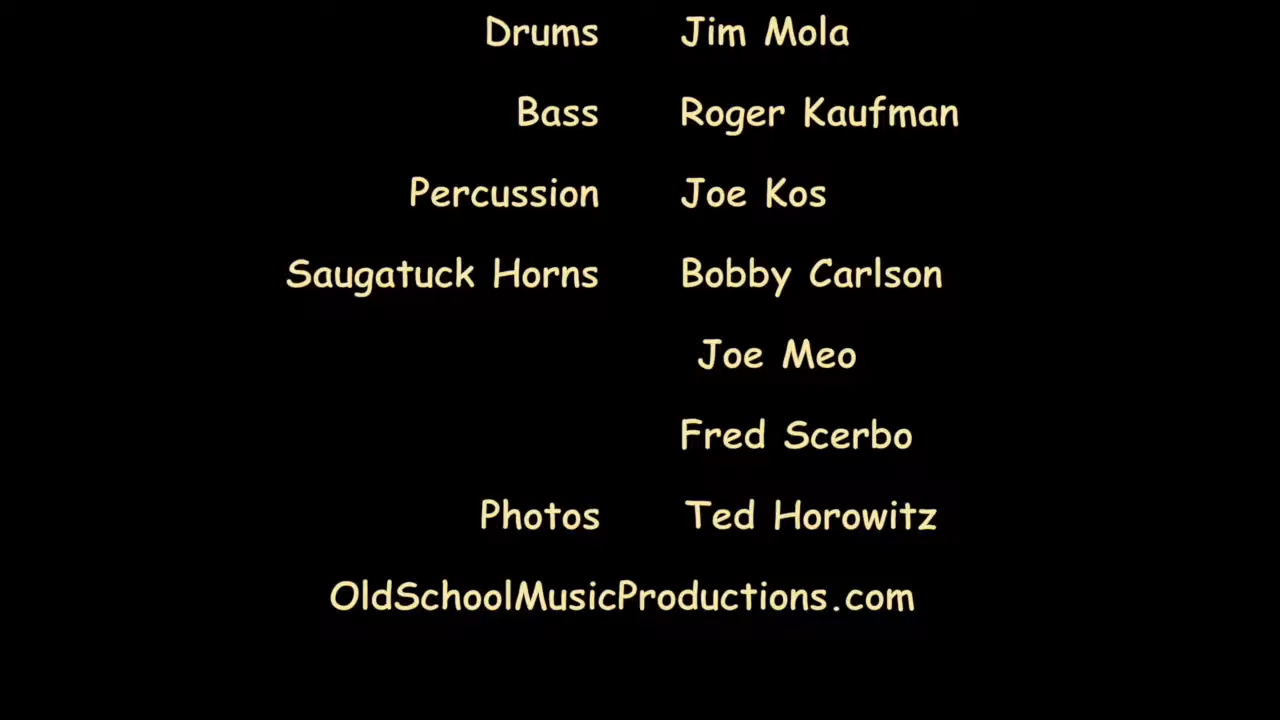 Drums Jim Mola
Bass Roger Kaufman
Percussion Joe Kos
Saugatuck Horns Bobby Carlson
Joe Meo
Fred Scerbo
Photos Ted Horowitz
OldSchoolMusicProductions.com